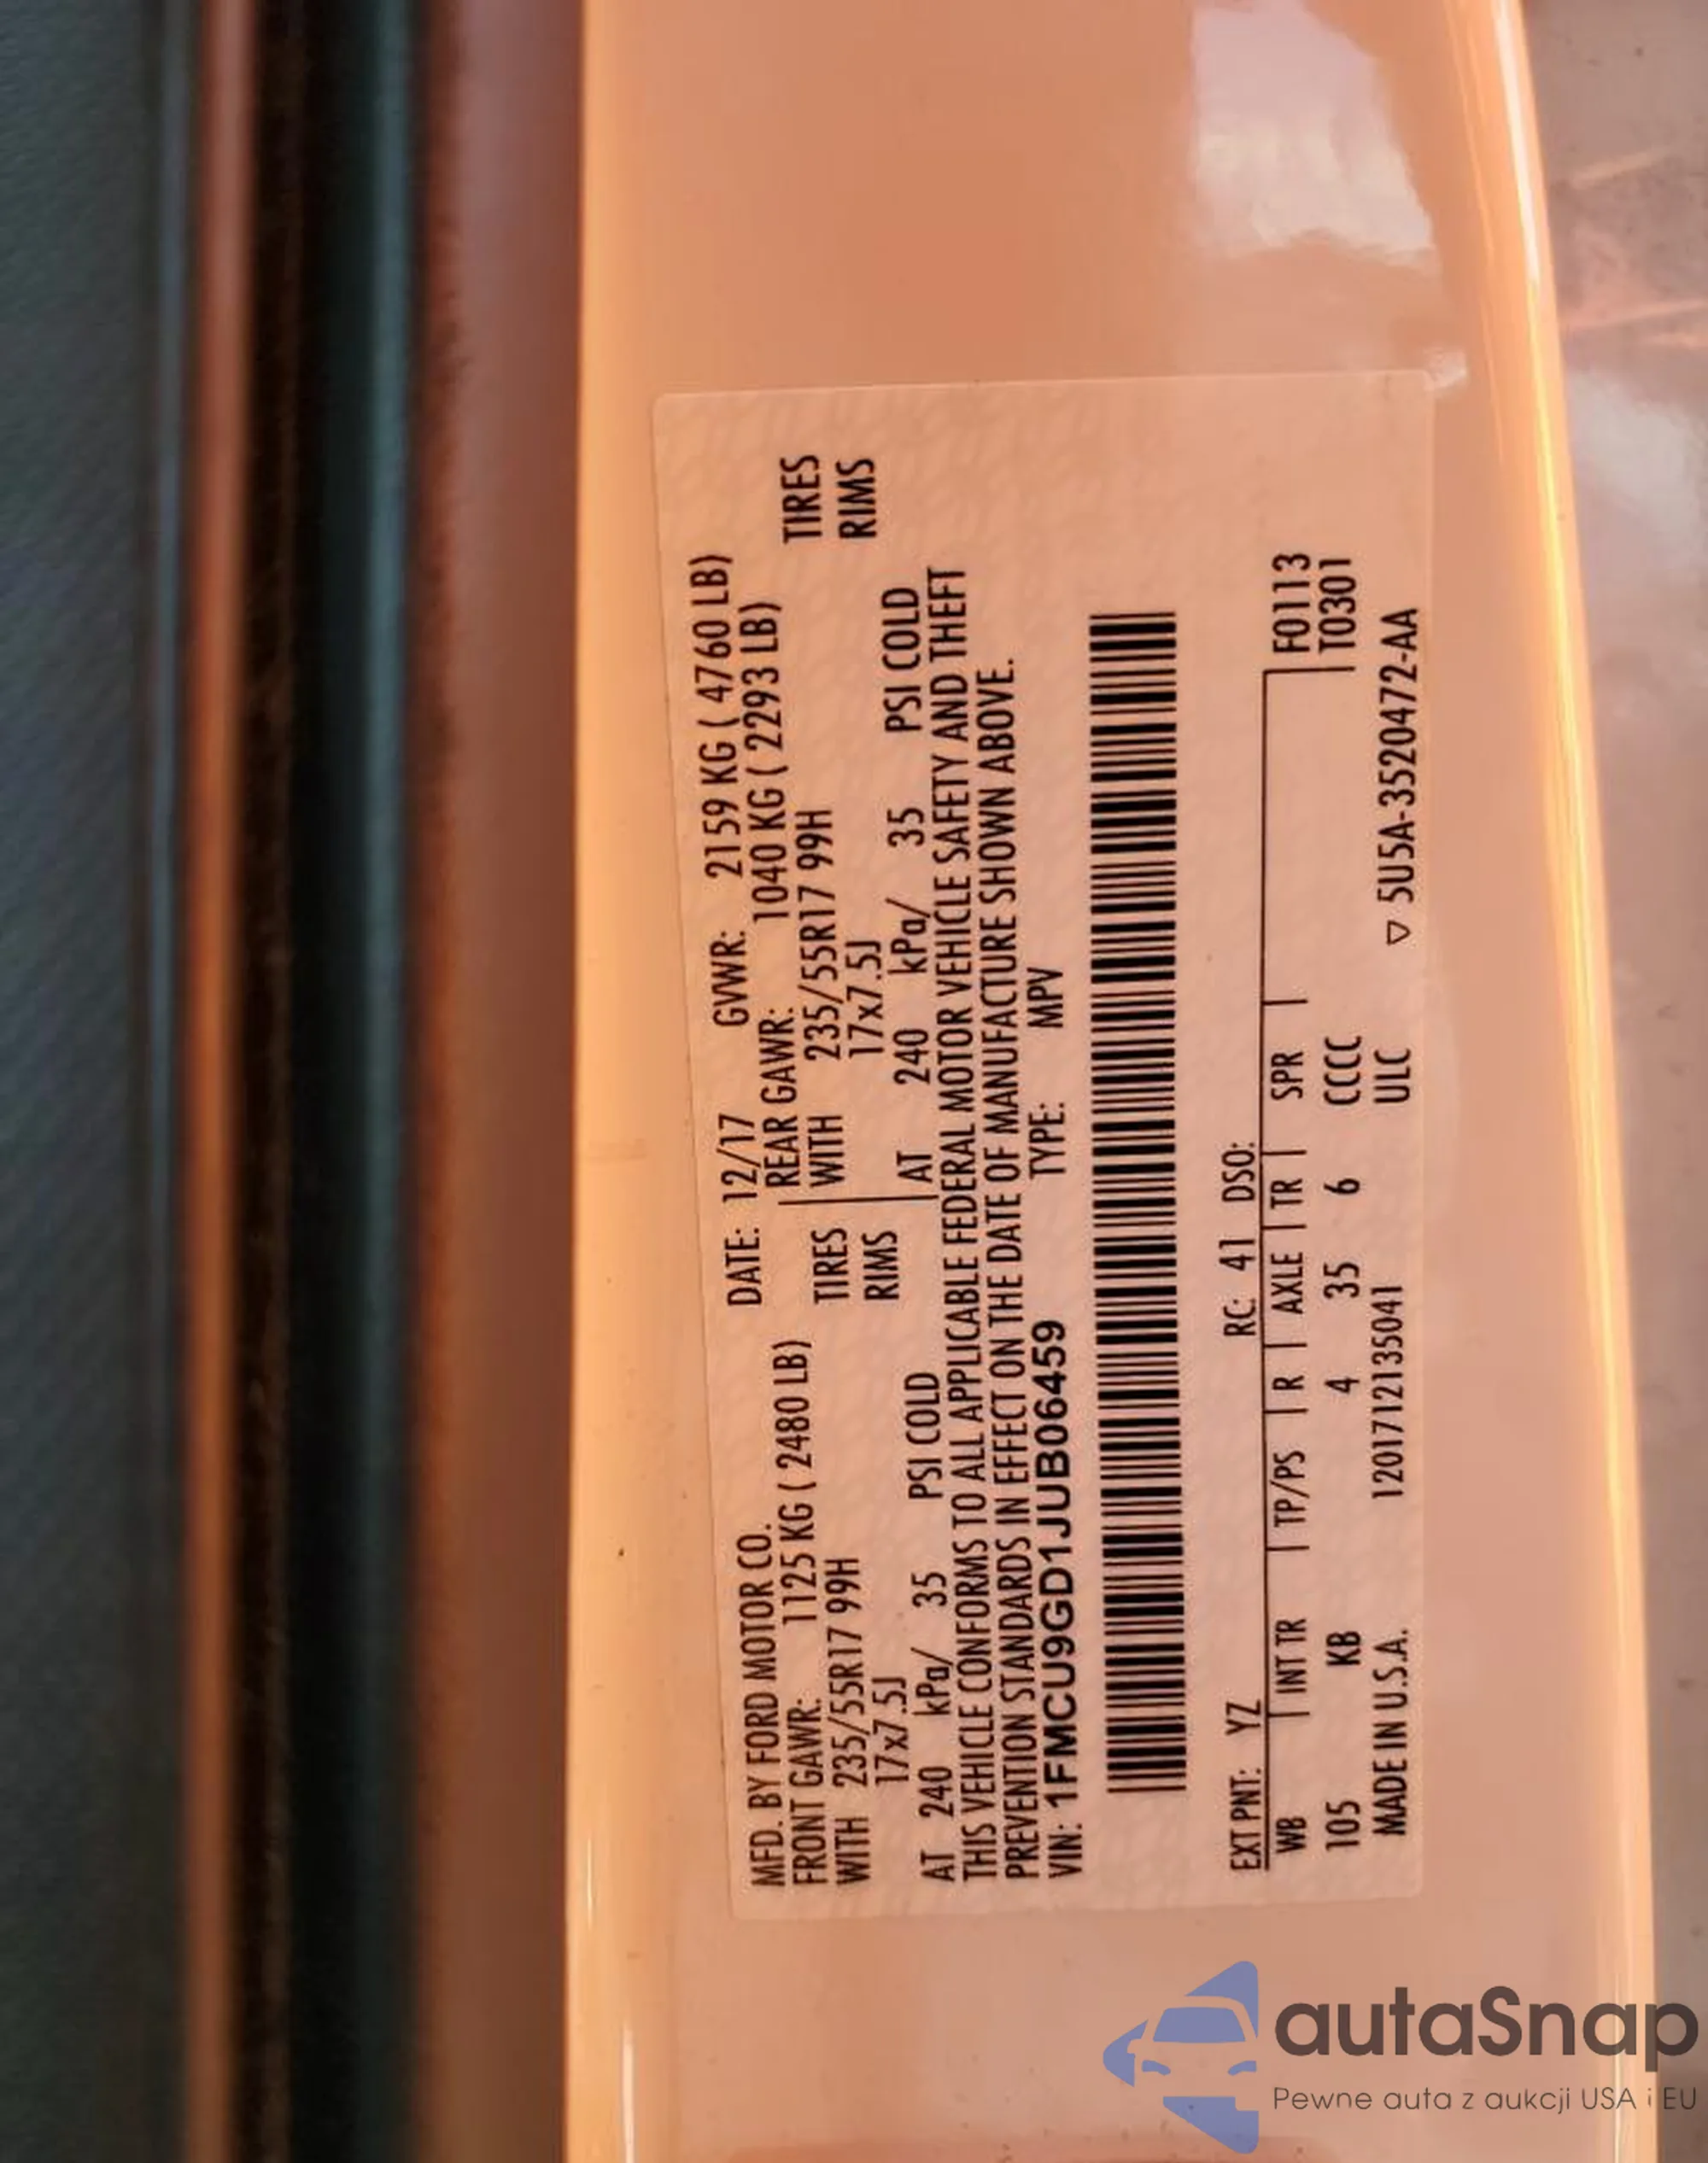 MFD. BY FORD MOTOR CO. DATE: 12/17 GVWR: 2159 KG ( 4760 LB)
FRONT GAWR: 1125 KG ( 2480 LB) REAR GAWR: 1040 KG ( 2293 LB)
WITH 235/55R17 99H TIRES WITH 235/55R17 99H TIRES
17x7.5J RIMS 17x7.5J RIMS
AT 240 kPa/ 35 PSI COLD AT 240 kPa/ 35 PSI COLD
THIS VEHICLE CONFORMS TO ALL APPLICABLE FEDERAL MOTOR VEHICLE SAFETY AND THEFT
PREVENTION STANDARDS IN EFFECT ON THE DATE OF MANUFACTURE SHOWN ABOVE.
VIN: 1FMCU9GD1JUB06459 TYPE: MPV
EXT PNT: YZ RC: 41 DSO:
WB INT TR TP/PS R AXLE TR SPR F0113
105 KB 4 35 6 CCCC T0301
MADE IN U.S.A. 1201712135041 ULC ▽ 5U5A-3520472-AA
autaSnap
Pewne auta z aukcji USA i EU